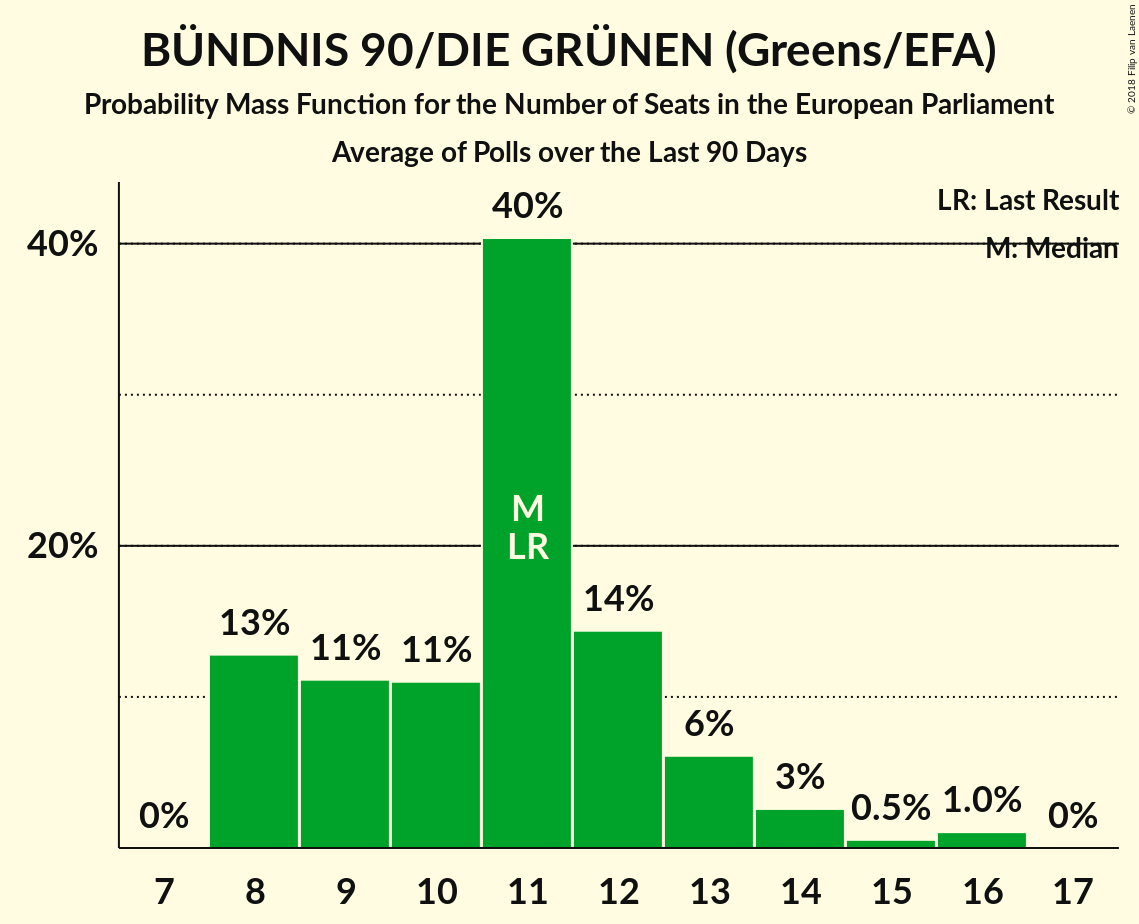 BÜNDNIS 90/DIE GRÜNEN (Greens/EFA)
Probability Mass Function for the Number of Seats in the European Parliament
Average of Polls over the Last 90 Days
© 2018 Filip van Laenen
LR: Last Result
M: Median
40%
20%
0%
13%
11%
11%
40%
M
LR
14%
6%
3%
0.5%
1.0%
0%
7 8 9 10 11 12 13 14 15 16 17